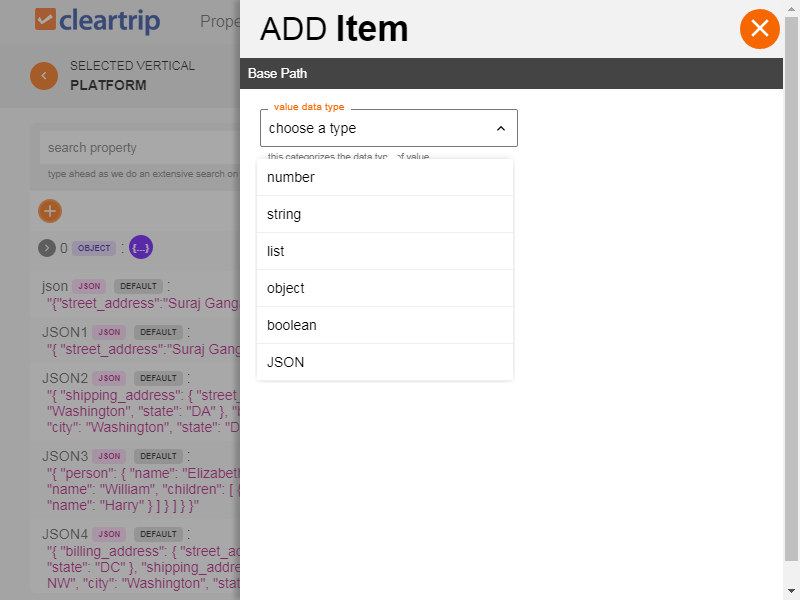 cleartrip
Prope
SELECTED VERTICAL
PLATFORM
search property
type ahead as we do an extensive search on
0 OBJECT : {...}
json JSON DEFAULT :
"{"street_address":"Suraj Gang
JSON1 JSON DEFAULT :
"{ "street_address":"Suraj Gang
JSON2 JSON DEFAULT :
"{ "shipping_address": { "street_
"Washington", "state": "DA" }, "b
"city": "Washington", "state": "D
JSON3 JSON DEFAULT :
"{ "person": { "name": "Elizabeth
"name": "William", "children": [ {
"name": "Harry" } ] } ] } }"
JSON4 JSON DEFAULT :
"{ "billing_address": { "street_ad
"state": "DC" }, "shipping_addre
NW", "city": "Washington", "stat
ADD Item
Base Path
value data type
choose a type
this categorizes the data type of value
number
string
list
object
boolean
JSON